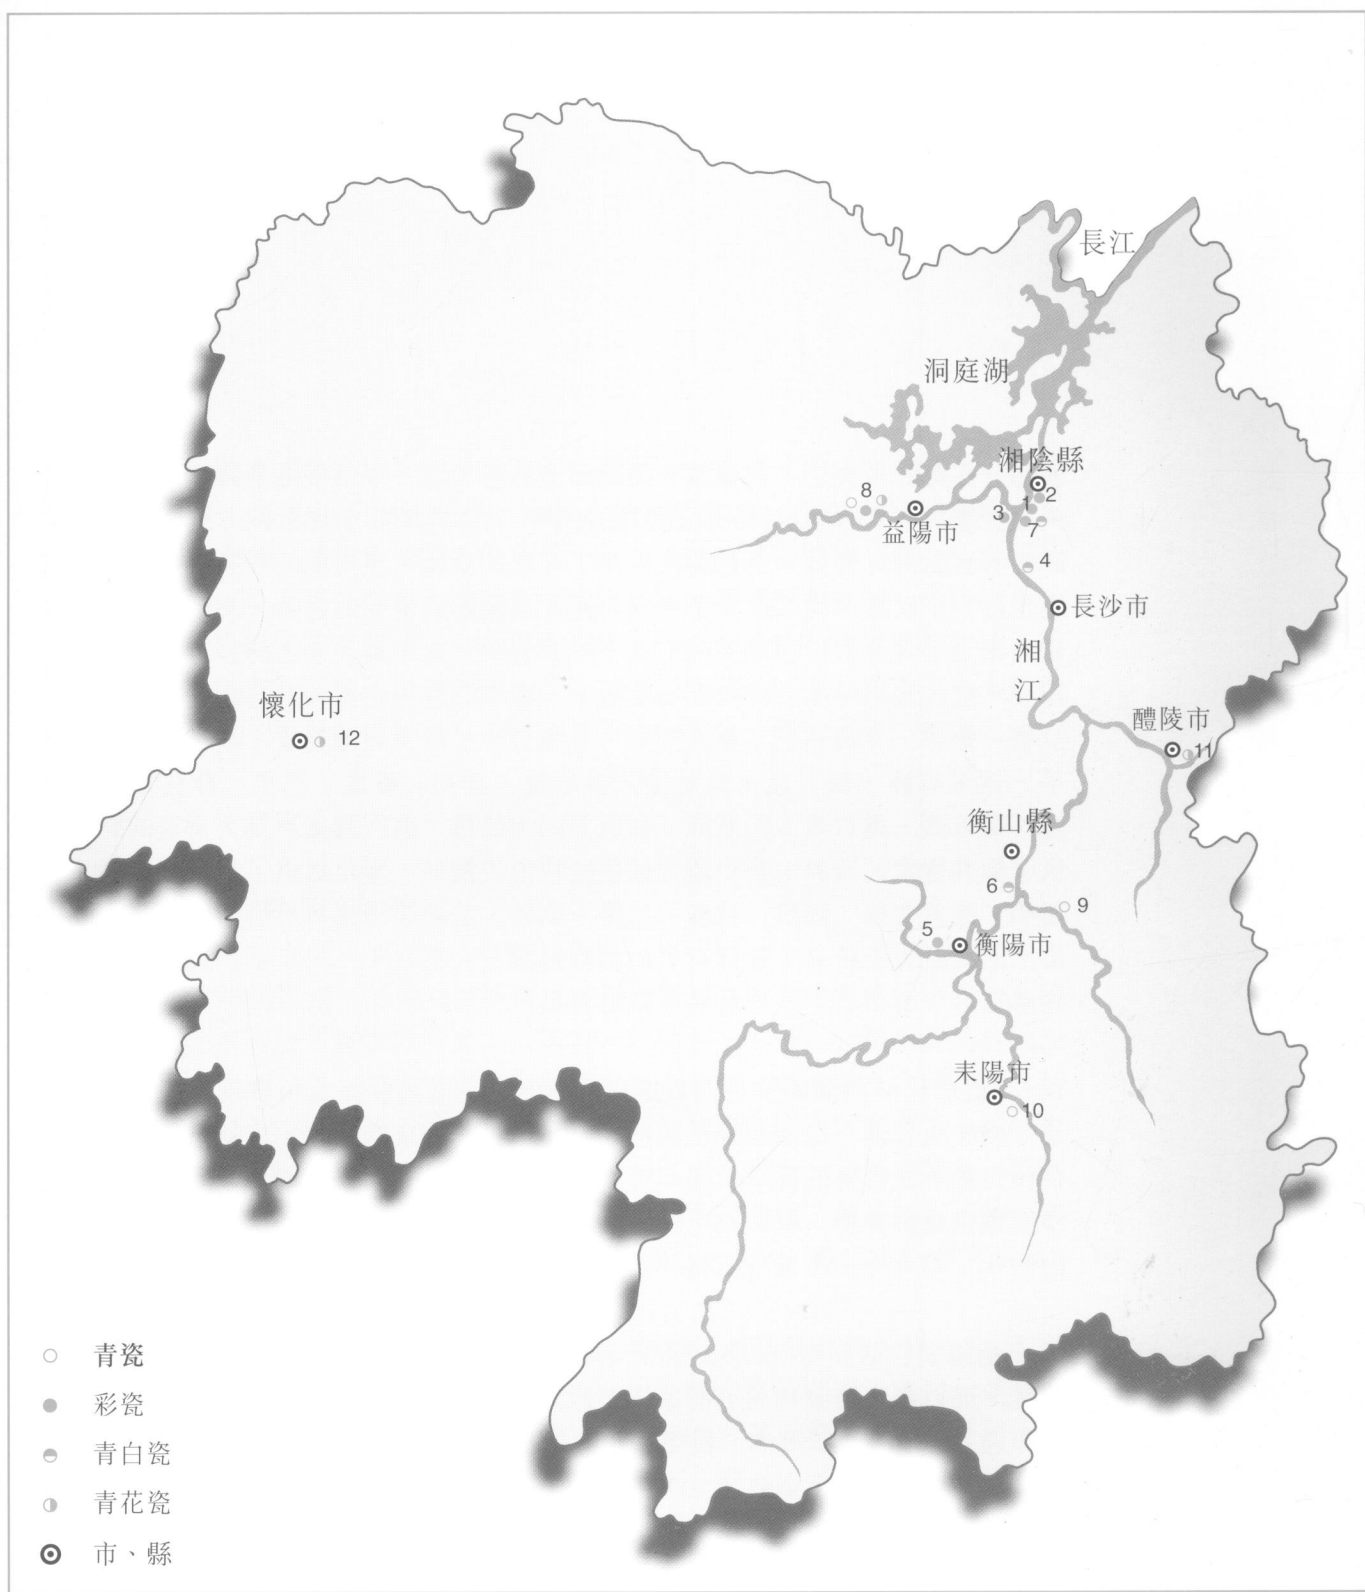 長江
洞庭湖
湘陰縣
2
1
3
7
8
益陽市
4
長沙市
湘
江
懷化市
12
醴陵市
11
衡山縣
6
9
5
衡陽市
耒陽市
10
青瓷
彩瓷
青白瓷
青花瓷
市、縣